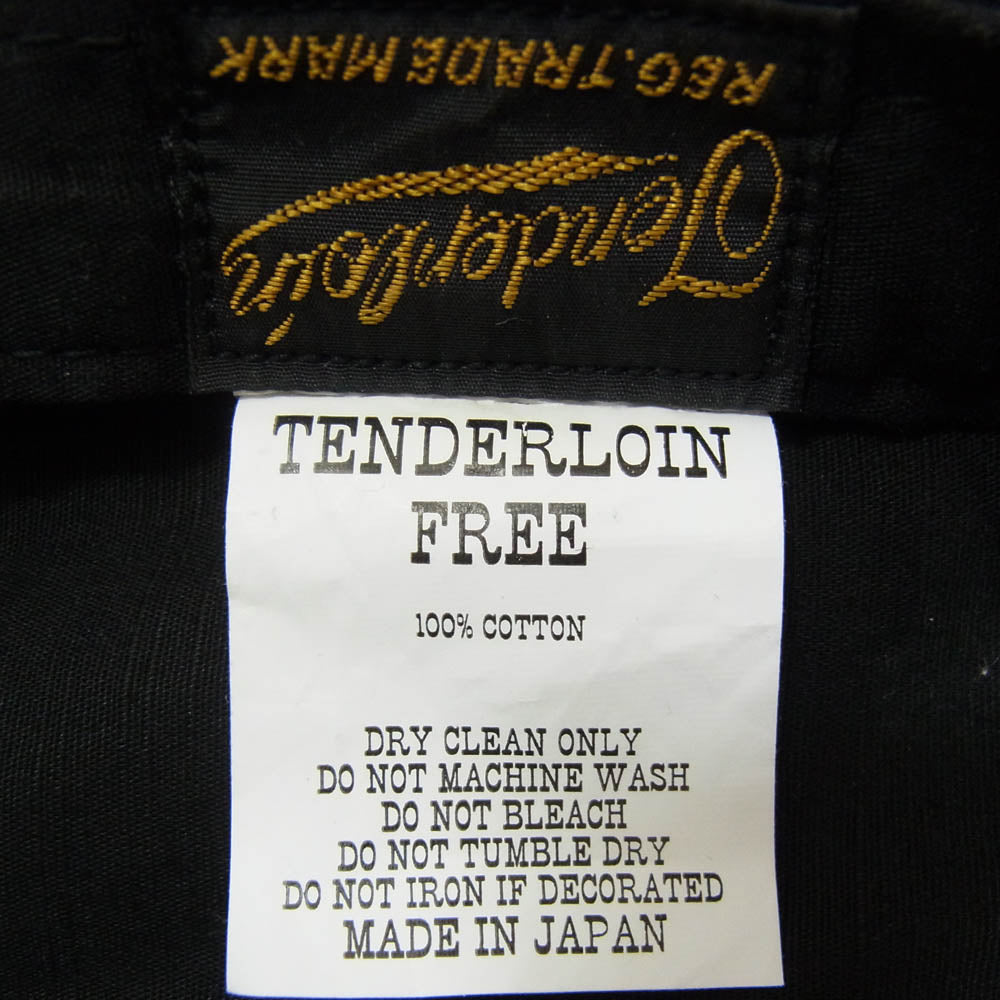 REG. TRADE MARK
Tenderloin
TENDERLOIN
FREE
100% COTTON
DRY CLEAN ONLY
DO NOT MACHINE WASH
DO NOT BLEACH
DO NOT TUMBLE DRY
DO NOT IRON IF DECORATED
MADE IN JAPAN